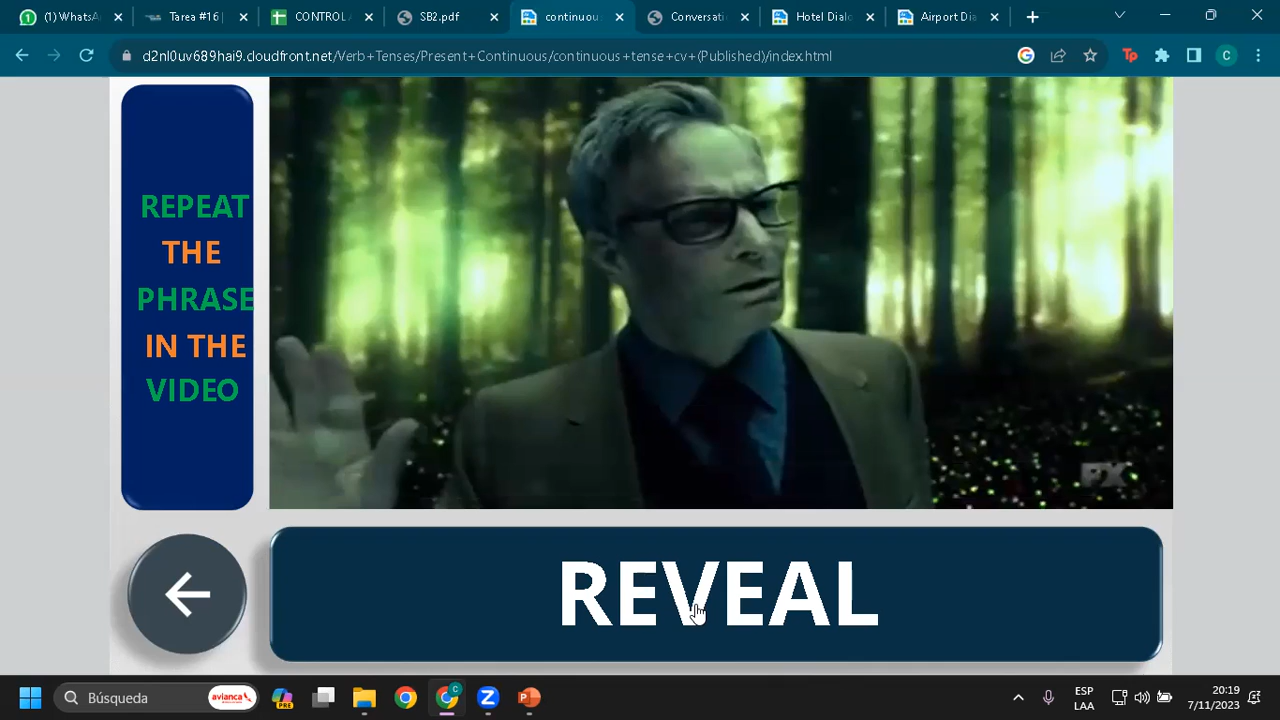 (1) WhatsA
Tarea #16 |
CONTROL A
SB2.pdf
continuou
Conversati
Hotel Dialo
Airport Dia
d2nl0uv689hai9.cloudfront.net/Verb+Tenses/Present+Continuous/continuous+tense+cv+(Published)/index.html
C
REPEAT
THE
PHRASE
IN THE
VIDEO
FX
REVEAL
Búsqueda
avianca
PRE
C
LAA
20:19
7/11/2023